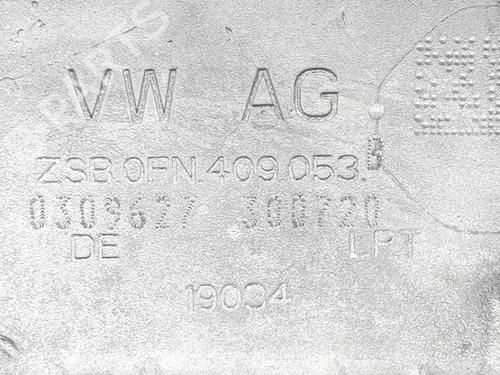 VW AG
ZSB.0FN.409 053.B
0309627 300720
DE LPT
19034